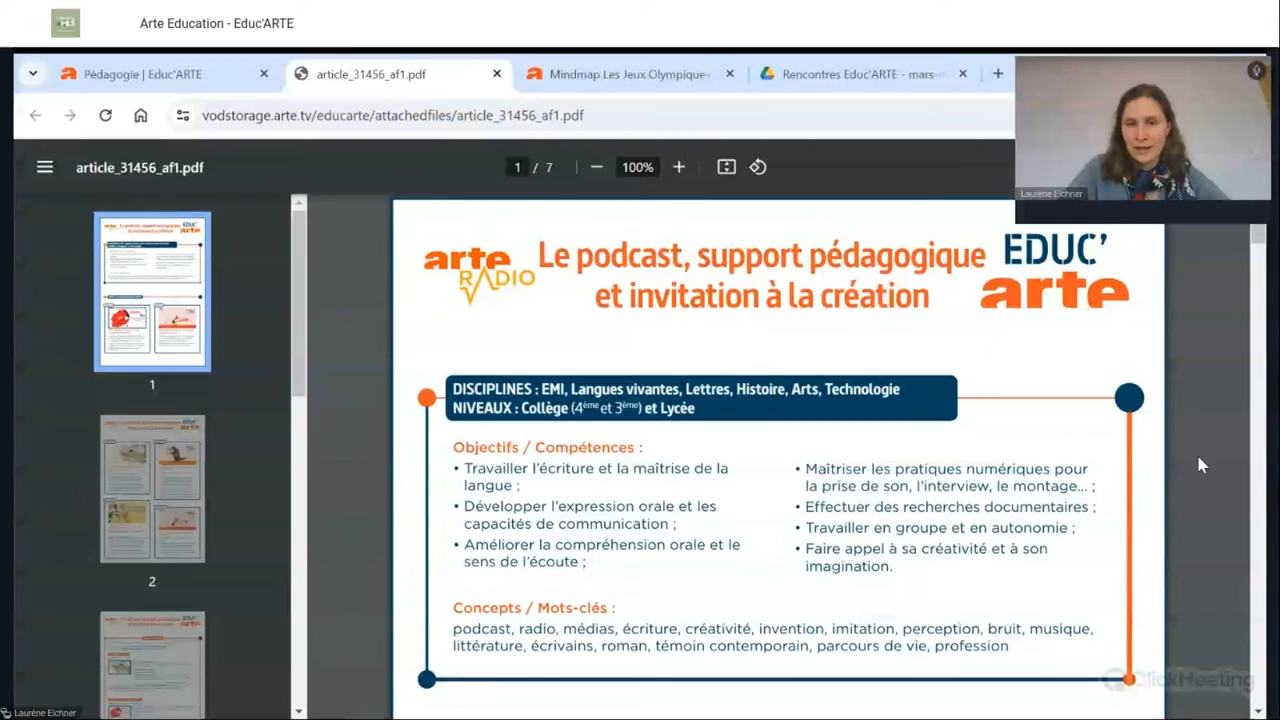 Arte Education - Educ'ARTE
Pédagogie | Educ'ARTE
article_31456_af1.pdf
Mindmap Les Jeux Olympique
Rencontres Educ'ARTE - mars-
vodstorage.arte.tv/educarte/attachedfiles/article_31456_af1.pdf
article_31456_af1.pdf
1 / 7
100%
Laurène Eichner
arte
RADIO
Le podcast, support pédagogique
et invitation à la création
EDUC'
arte
DISCIPLINES : EMI, Langues vivantes, Lettres, Histoire, Arts, Technologie
NIVEAUX : Collège (4ème et 3ème) et Lycée
Objectifs / Compétences :
• Travailler l'écriture et la maîtrise de la
langue ;
• Développer l'expression orale et les
capacités de communication ;
• Améliorer la compréhension orale et le
sens de l'écoute ;
• Maîtriser les pratiques numériques pour
la prise de son, l'interview, le montage... ;
• Effectuer des recherches documentaires ;
• Travailler en groupe et en autonomie ;
• Faire appel à sa créativité et à son
imagination.
Concepts / Mots-clés :
podcast, radio, médias, écriture, créativité, invention, imitation, perception, bruit, musique,
littérature, écrivains, roman, témoin contemporain, parcours de vie, profession
1
2
ClickMeeting
Laurène Eichner